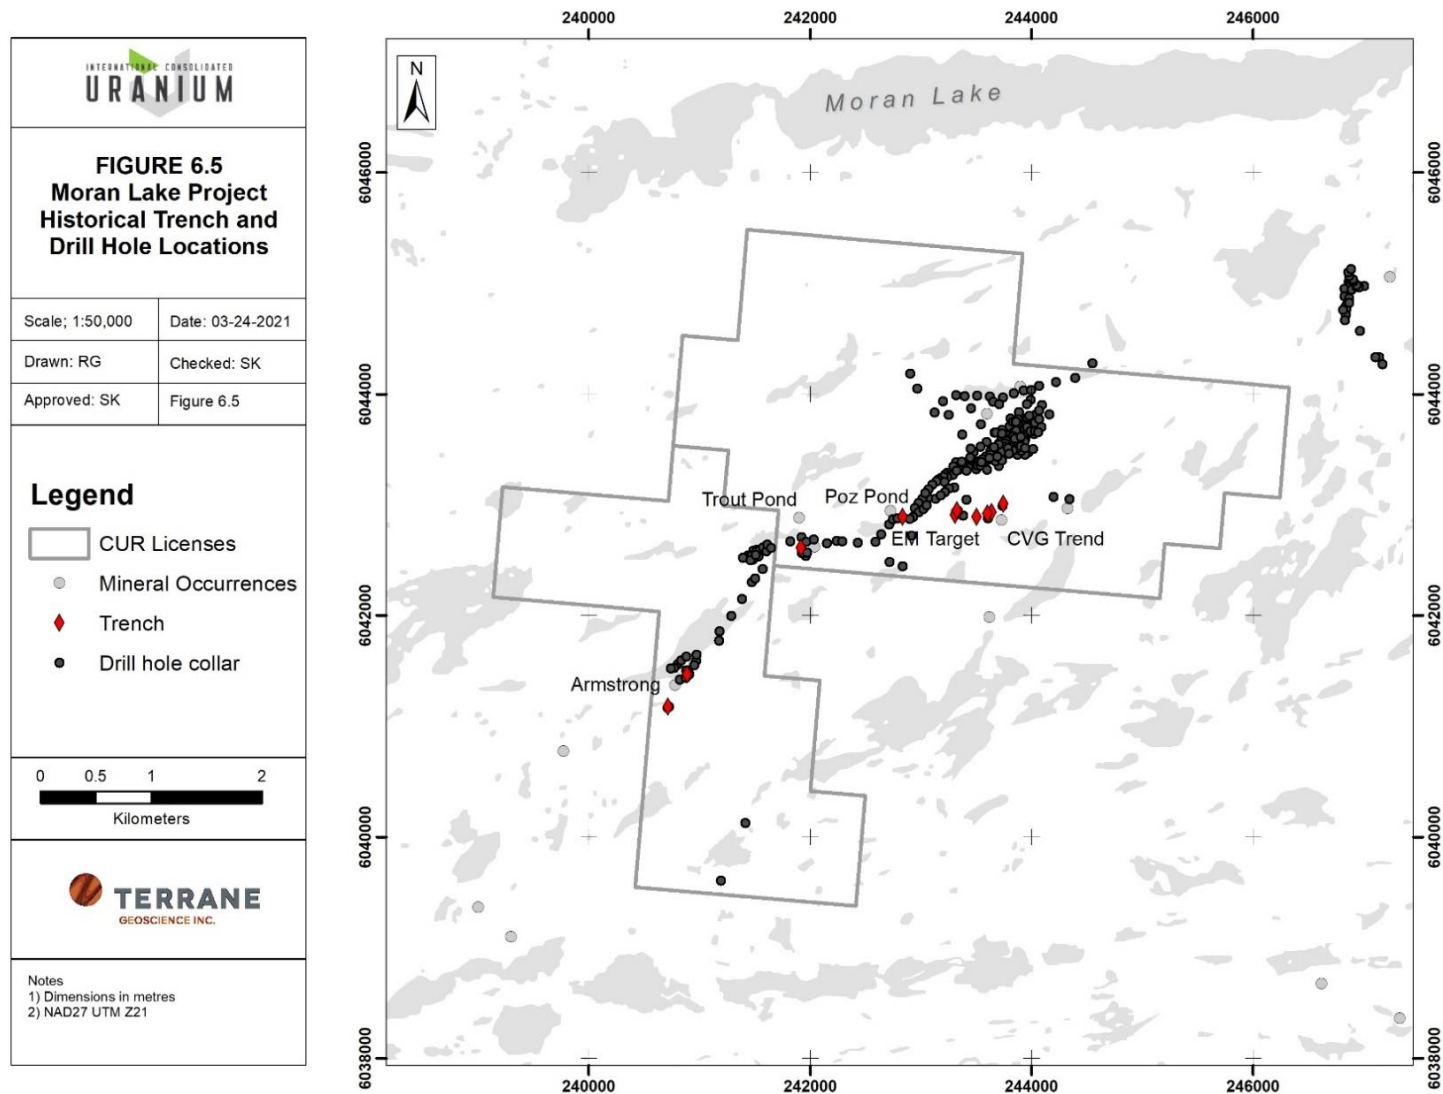 INTERNATIONAL CONSOLIDATED
URANIUM
FIGURE 6.5
Moran Lake Project
Historical Trench and
Drill Hole Locations
Scale; 1:50,000
Date: 03-24-2021
Drawn: RG
Checked: SK
Approved: SK
Figure 6.5
Legend
CUR Licenses
Mineral Occurrences
Trench
Drill hole collar
0 0.5 1 2
Kilometers
TERRANE
GEOSCIENCE INC.
Notes
1) Dimensions in metres
2) NAD27 UTM Z21
240000 242000 244000 246000
N
Moran Lake
6046000 6046000
6044000 6044000
Trout Pond
Poz Pond
EM Target
CVG Trend
6042000 6042000
Armstrong
6040000 6040000
6038000 6038000
240000 242000 244000 246000